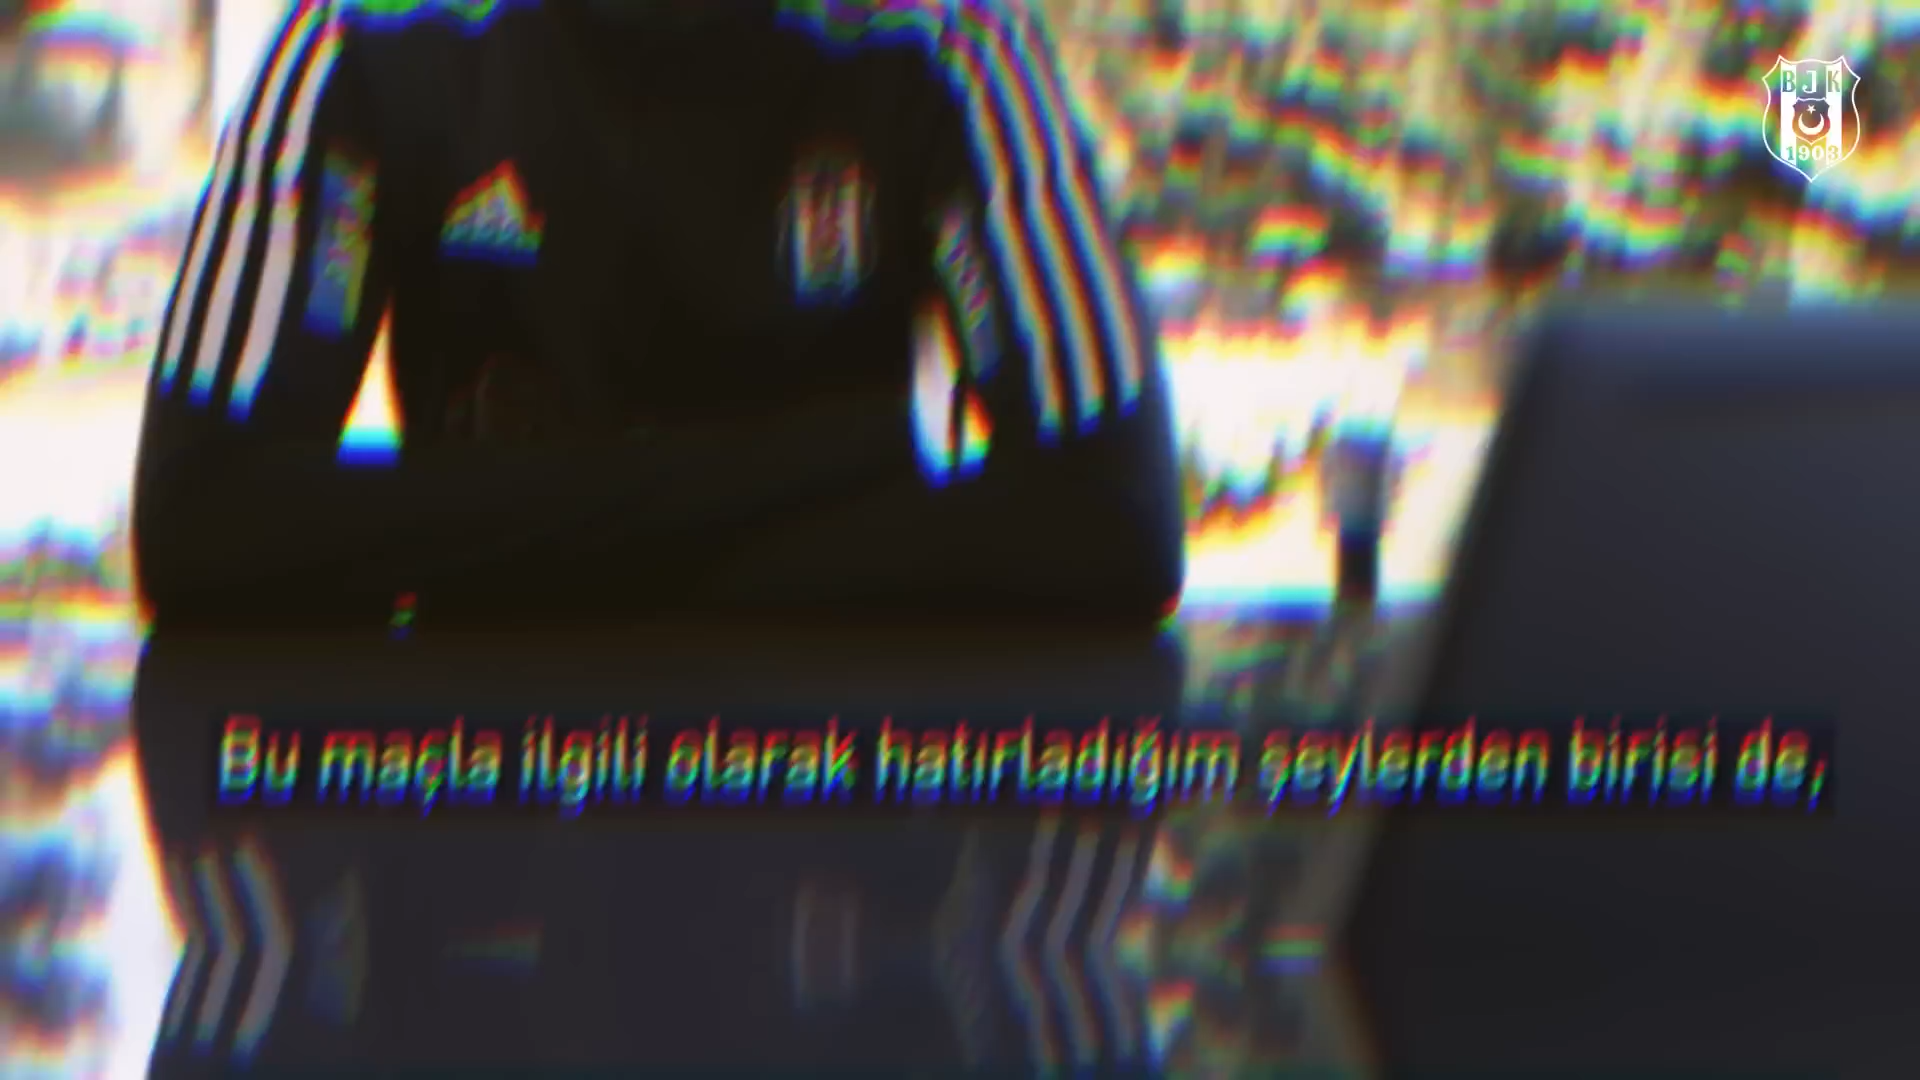 BJK
1903
Bu maçla ilgili olarak hatırladığım şeylerden birisi de,